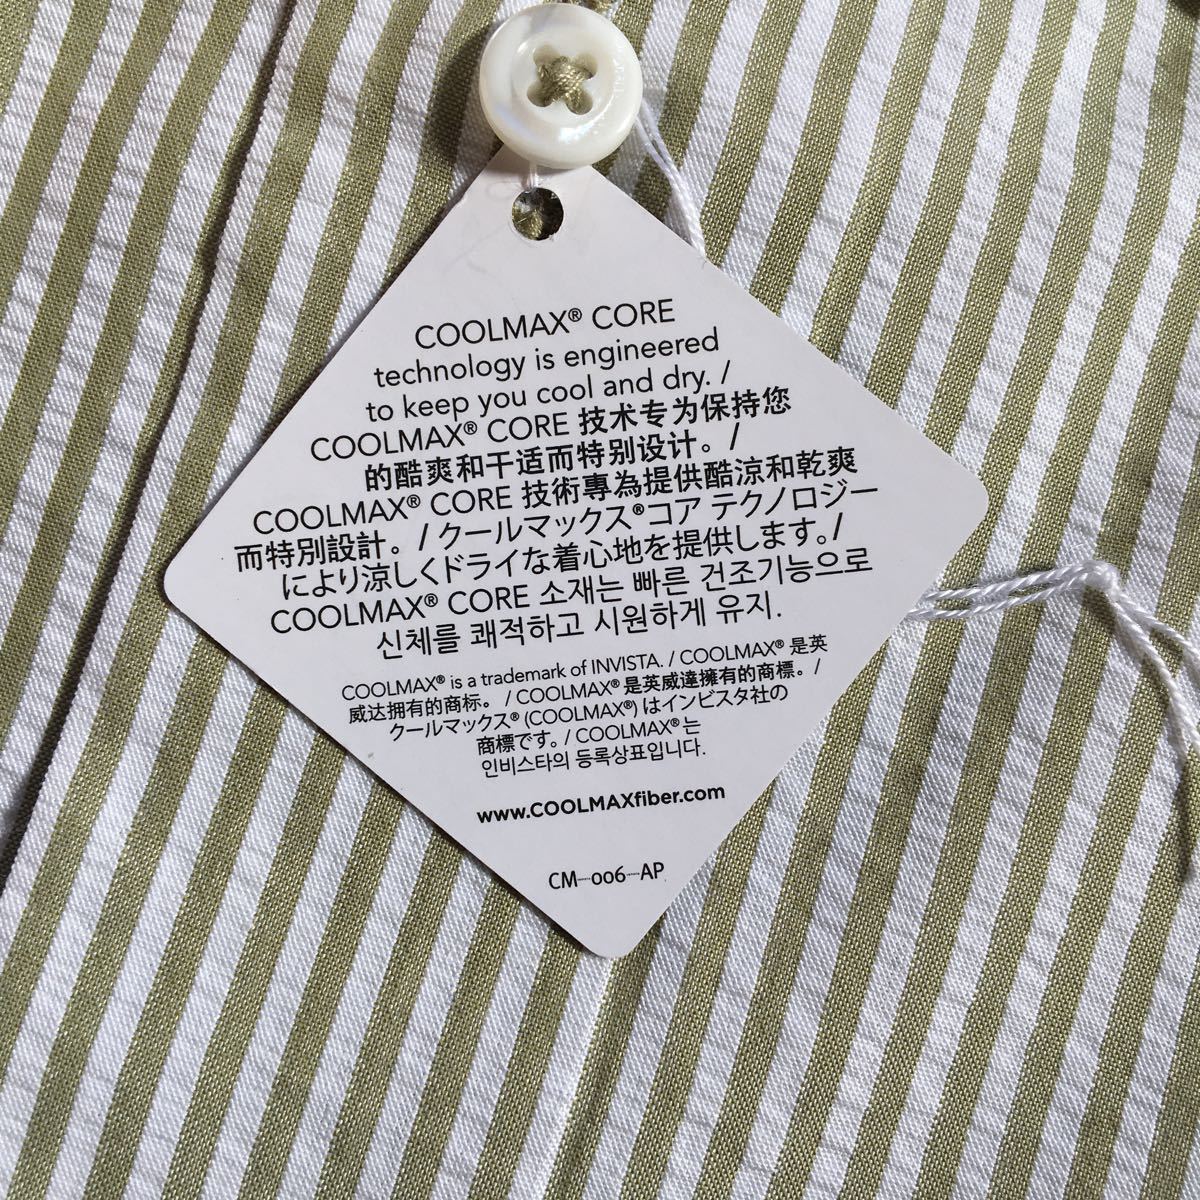 COOLMAX® CORE
technology is engineered
to keep you cool and dry. /
COOLMAX® CORE 技术专为保持您
的酷爽和干适而特别设计。/
COOLMAX® CORE 技術專為提供酷涼和乾爽
而特別設計。/クールマックス®コア テクノロジー
により涼しくドライな着心地を提供します。/
COOLMAX® CORE 소재는 빠른 건조기능으로
신체를 쾌적하고 시원하게 유지.
COOLMAX® is a trademark of INVISTA. / COOLMAX® 是英
威达拥有的商标。 / COOLMAX® 是英威達擁有的商標。/
クールマックス® (COOLMAX®) はインビスタ社の
商標です。/ COOLMAX® 는
인비스타의 등록상표입니다.
www.COOLMAXfiber.com
CM-006-AP